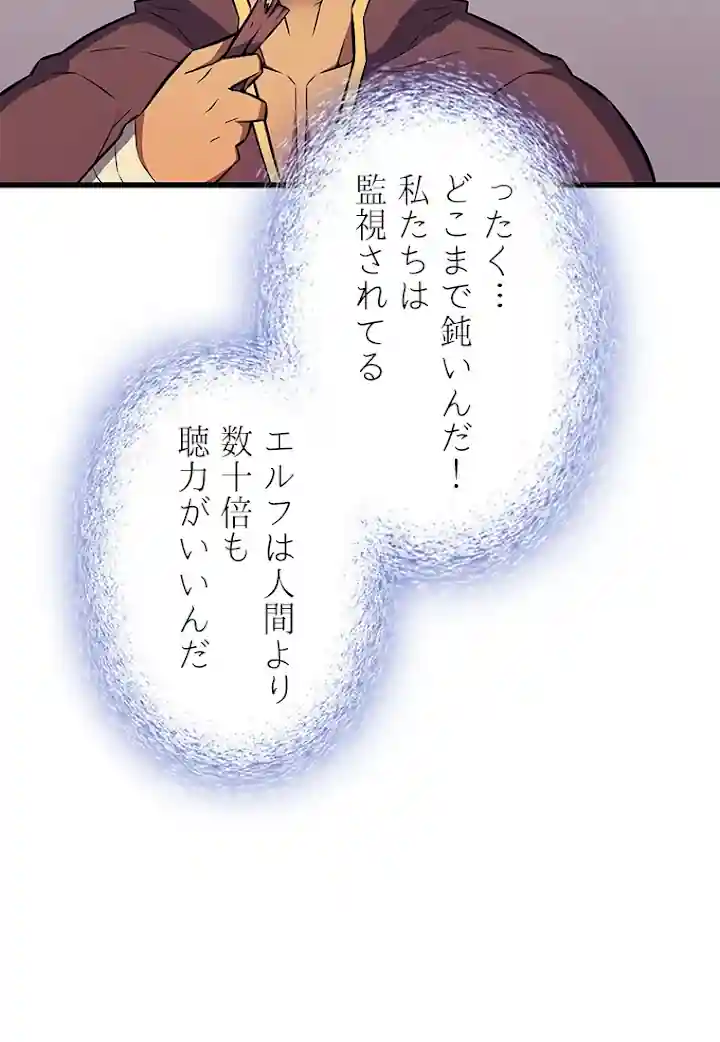 ったく…
どこまで鈍いんだ！
私たちは
監視されてる
エルフは人間より
数十倍も
聴力がいいんだ